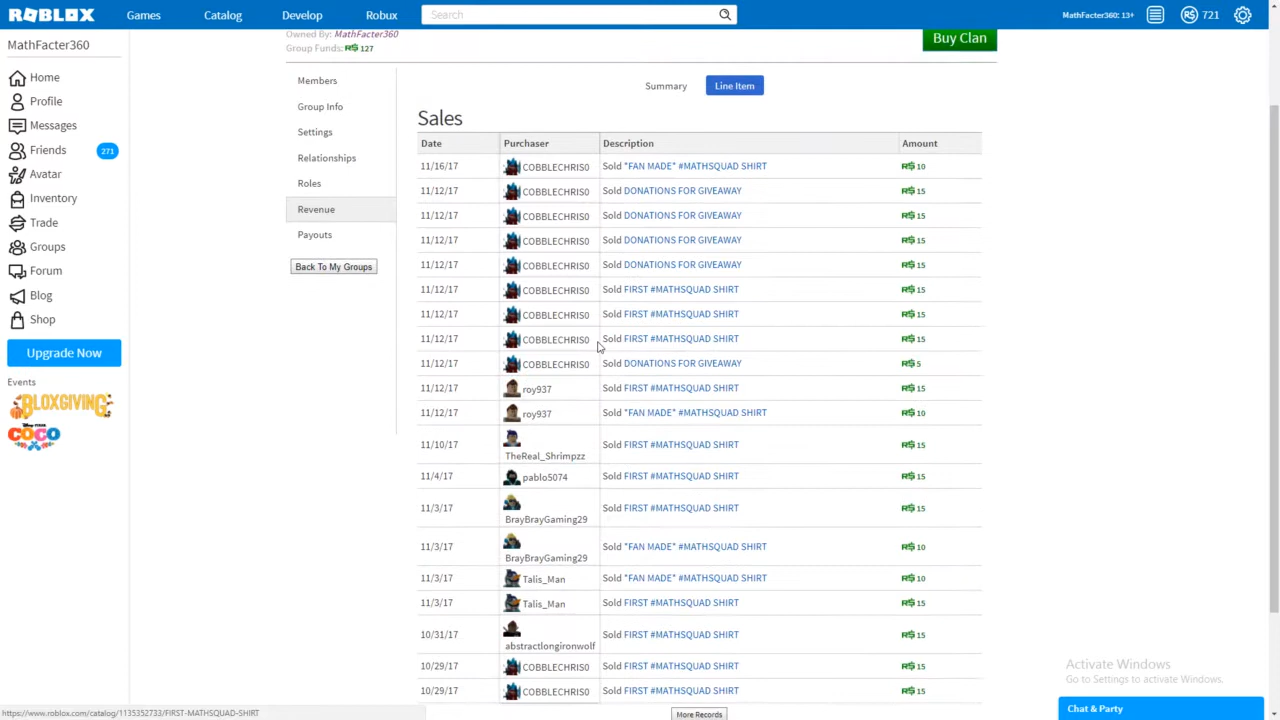 ROBLOX Games Catalog Develop Robux Search MathFacter360: 13+ R$ 721
MathFacter360
Home
Profile
Messages
Friends 271
Avatar
Inventory
Trade
Groups
Forum
Blog
Shop
Upgrade Now
Events
BLOXGIVING
DISNEY PIXAR
COCO
Owned By: MathFacter360
Group Funds: R$ 127
Buy Clan
Members
Group Info
Settings
Relationships
Roles
Revenue
Payouts
Back To My Groups
Summary Line Item
Sales
Date Purchaser Description Amount
11/16/17 COBBLECHRIS0 Sold "FAN MADE" #MATHSQUAD SHIRT R$ 10
11/12/17 COBBLECHRIS0 Sold DONATIONS FOR GIVEAWAY R$ 15
11/12/17 COBBLECHRIS0 Sold DONATIONS FOR GIVEAWAY R$ 15
11/12/17 COBBLECHRIS0 Sold DONATIONS FOR GIVEAWAY R$ 15
11/12/17 COBBLECHRIS0 Sold DONATIONS FOR GIVEAWAY R$ 15
11/12/17 COBBLECHRIS0 Sold FIRST #MATHSQUAD SHIRT R$ 15
11/12/17 COBBLECHRIS0 Sold FIRST #MATHSQUAD SHIRT R$ 15
11/12/17 COBBLECHRIS0 Sold FIRST #MATHSQUAD SHIRT R$ 15
11/12/17 COBBLECHRIS0 Sold DONATIONS FOR GIVEAWAY R$ 5
11/12/17 roy937 Sold FIRST #MATHSQUAD SHIRT R$ 15
11/12/17 roy937 Sold "FAN MADE" #MATHSQUAD SHIRT R$ 10
11/10/17 TheReal_Shrimpzz Sold FIRST #MATHSQUAD SHIRT R$ 15
11/4/17 pablo5074 Sold FIRST #MATHSQUAD SHIRT R$ 15
11/3/17 BrayBrayGaming29 Sold FIRST #MATHSQUAD SHIRT R$ 15
11/3/17 BrayBrayGaming29 Sold "FAN MADE" #MATHSQUAD SHIRT R$ 10
11/3/17 Talis_Man Sold "FAN MADE" #MATHSQUAD SHIRT R$ 10
11/3/17 Talis_Man Sold FIRST #MATHSQUAD SHIRT R$ 15
10/31/17 abstractlongironwolf Sold FIRST #MATHSQUAD SHIRT R$ 15
10/29/17 COBBLECHRIS0 Sold FIRST #MATHSQUAD SHIRT R$ 15
10/29/17 COBBLECHRIS0 Sold FIRST #MATHSQUAD SHIRT R$ 15
More Records
Activate Windows
Go to Settings to activate Windows.
Chat & Party
https://www.roblox.com/catalog/1135352733/FIRST-MATHSQUAD-SHIRT